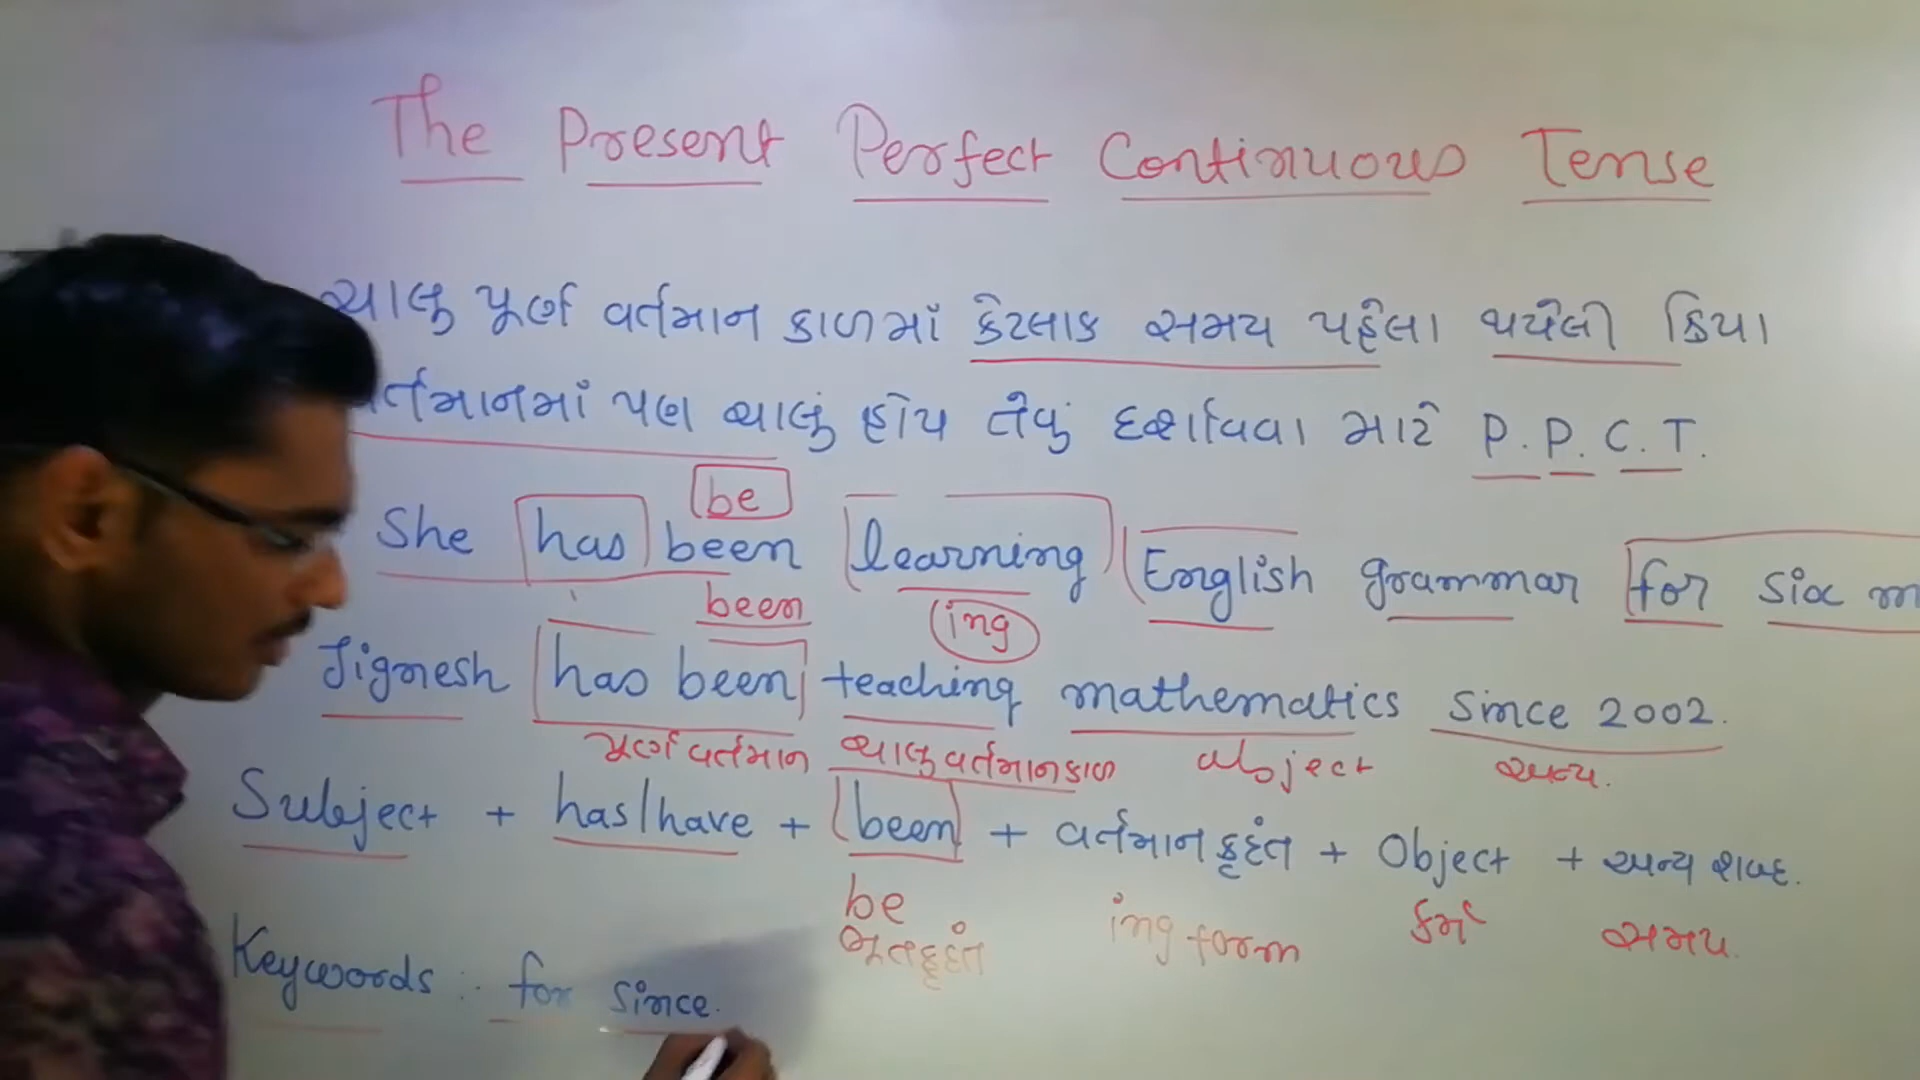 The Present Perfect Continuous Tense
ચાલુ પૂર્ણ વર્તમાન કાળમાં કેટલાક સમય પહેલા થયેલી ક્રિયા
વર્તમાનમાં પણ ચાલું હોય તેવું દર્શાવવા માટે P.P.C.T.
be
She has been learning English grammar for six m
been ing
Jignesh has been teaching mathematics since 2002.
પૂર્ણ વર્તમાન ચાલુ વર્તમાનકાળ object અન્ય.
Subject + has/have + been + વર્તમાન કૃદંત + Object + અન્ય શબ્દ.
be
ભૂતકૃદંત ing form કર્મ સમય.
Keywords : for since.